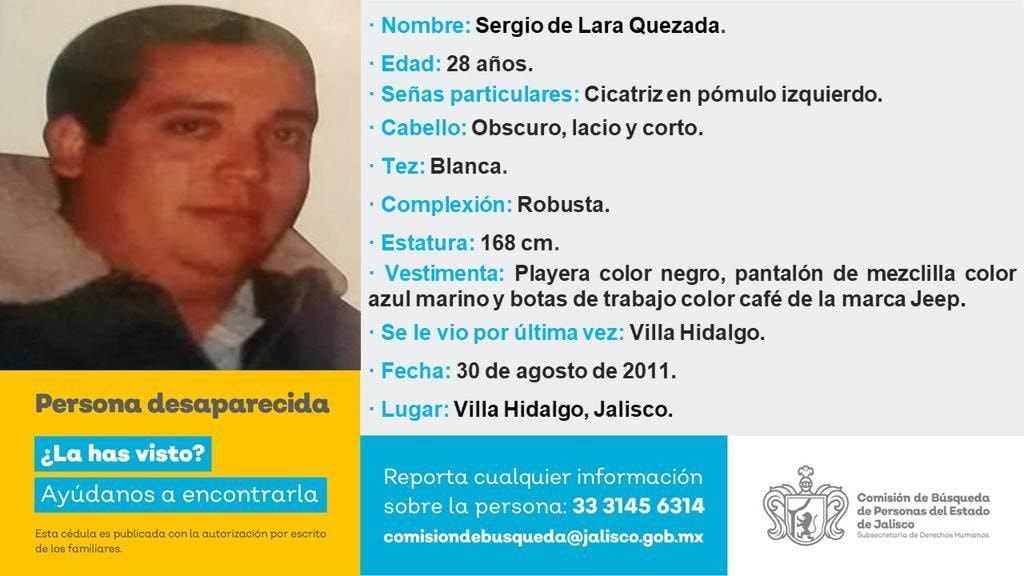 · Nombre: Sergio de Lara Quezada.
· Edad: 28 años.
· Señas particulares: Cicatriz en pómulo izquierdo.
· Cabello: Obscuro, lacio y corto.
· Tez: Blanca.
· Complexión: Robusta.
· Estatura: 168 cm.
· Vestimenta: Playera color negro, pantalón de mezclilla color
azul marino y botas de trabajo color café de la marca Jeep.
· Se le vio por última vez: Villa Hidalgo.
· Fecha: 30 de agosto de 2011.
· Lugar: Villa Hidalgo, Jalisco.
Persona desaparecida
¿La has visto?
Ayúdanos a encontrarla
Esta cédula es publicada con la autorización por escrito
de los familiares.
Reporta cualquier información
sobre la persona: 33 3145 6314
comisiondebusqueda@jalisco.gob.mx
Comisión de Búsqueda
de Personas del Estado
de Jalisco
Subsecretaría de Derechos Humanos